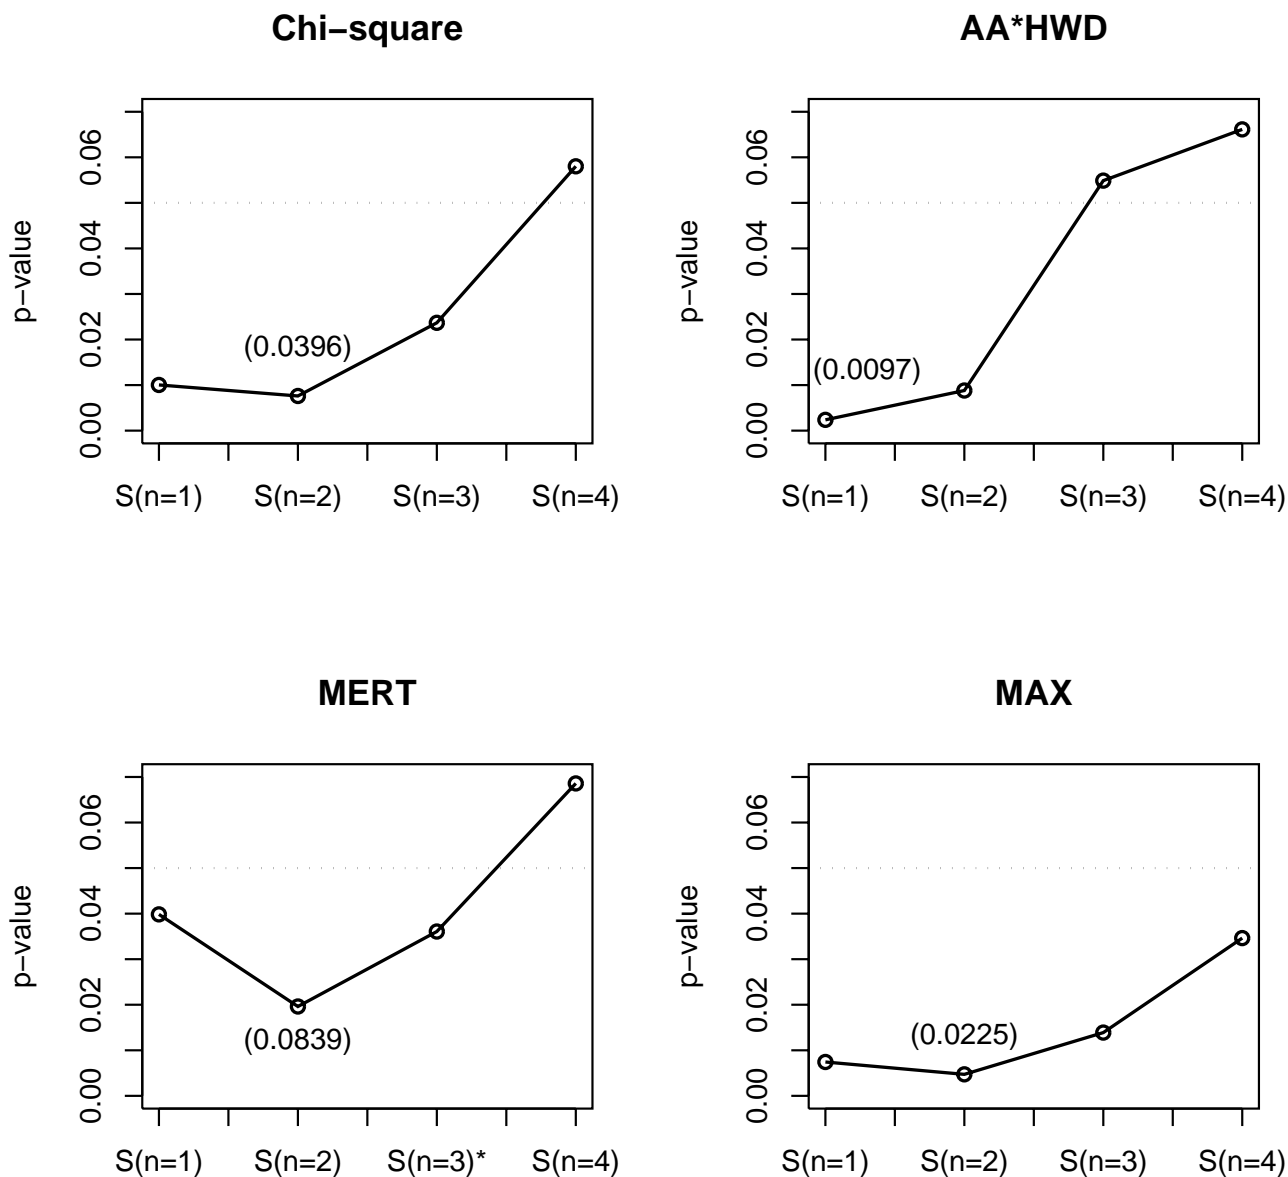 Chi−square
p−value
0.00 0.02 0.04 0.06
(0.0396)
S(n=1) S(n=2) S(n=3) S(n=4)
AA*HWD
p−value
0.00 0.02 0.04 0.06
(0.0097)
S(n=1) S(n=2) S(n=3) S(n=4)
MERT
p−value
0.00 0.02 0.04 0.06
(0.0839)
S(n=1) S(n=2) S(n=3)* S(n=4)
MAX
p−value
0.00 0.02 0.04 0.06
(0.0225)
S(n=1) S(n=2) S(n=3) S(n=4)